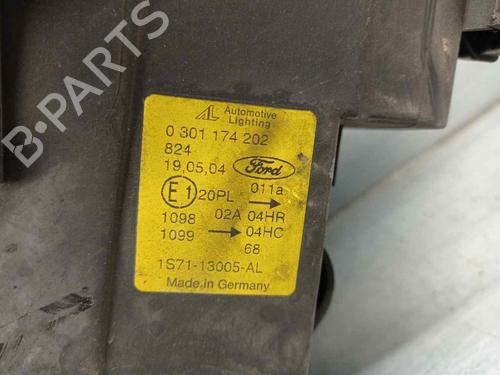 AL Automotive
Lighting
0 301 174 202
824
19,05,04 Ford
E1 20PL 011a →
1098 02A 04HR
1099 → 04HC
68
1S71-13005-AL
Made in Germany
B-PARTS